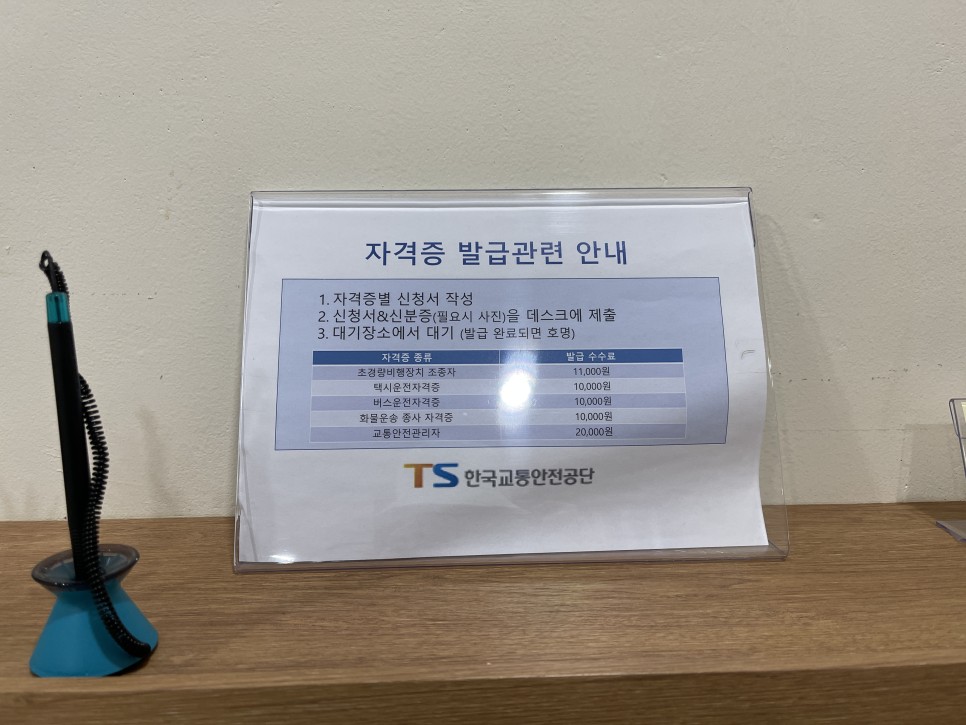 자격증 발급관련 안내
1. 자격증별 신청서 작성
2. 신청서&신분증(필요시 사진)을 데스크에 제출
3. 대기장소에서 대기 (발급 완료되면 호명)
자격증 종류 발급 수수료
초경량비행장치 조종자 11,000원
택시운전자격증 10,000원
버스운전자격증 10,000원
화물운송 종사 자격증 10,000원
교통안전관리자 20,000원
TS 한국교통안전공단